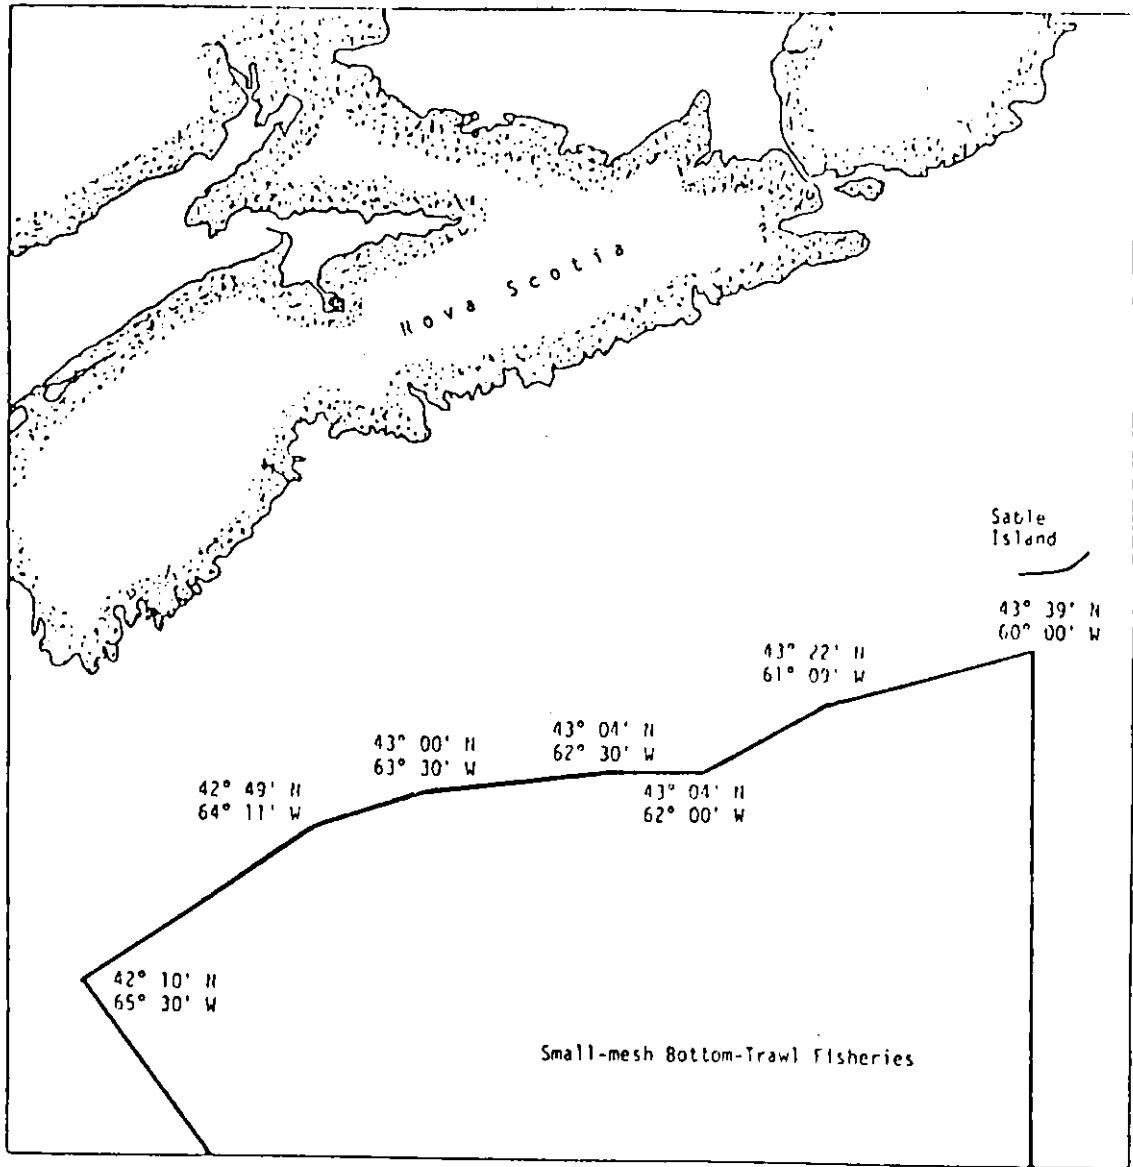 Nova Scotia
Sable
Island
43° 39' N
60° 00' W
43° 22' N
61° 09' W
43° 04' N
62° 30' W
43° 00' N
63° 30' W
43° 04' N
62° 00' W
42° 49' N
64° 11' W
42° 10' N
65° 30' W
Small-mesh Bottom-Trawl Fisheries